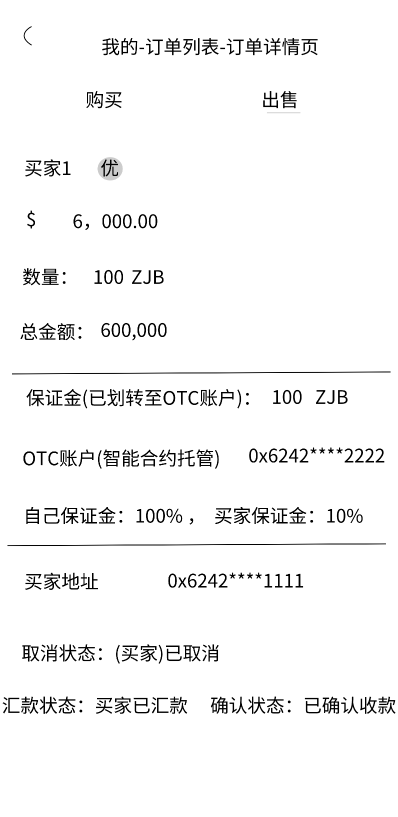 我的-订单列表-订单详情页
购买 出售
买家1 优
$ 6，000.00
数量： 100 ZJB
总金额： 600,000
保证金(已划转至OTC账户)： 100 ZJB
OTC账户(智能合约托管) 0x6242****2222
自己保证金：100%， 买家保证金：10%
买家地址 0x6242****1111
取消状态：(买家)已取消
汇款状态：买家已汇款 确认状态：已确认收款